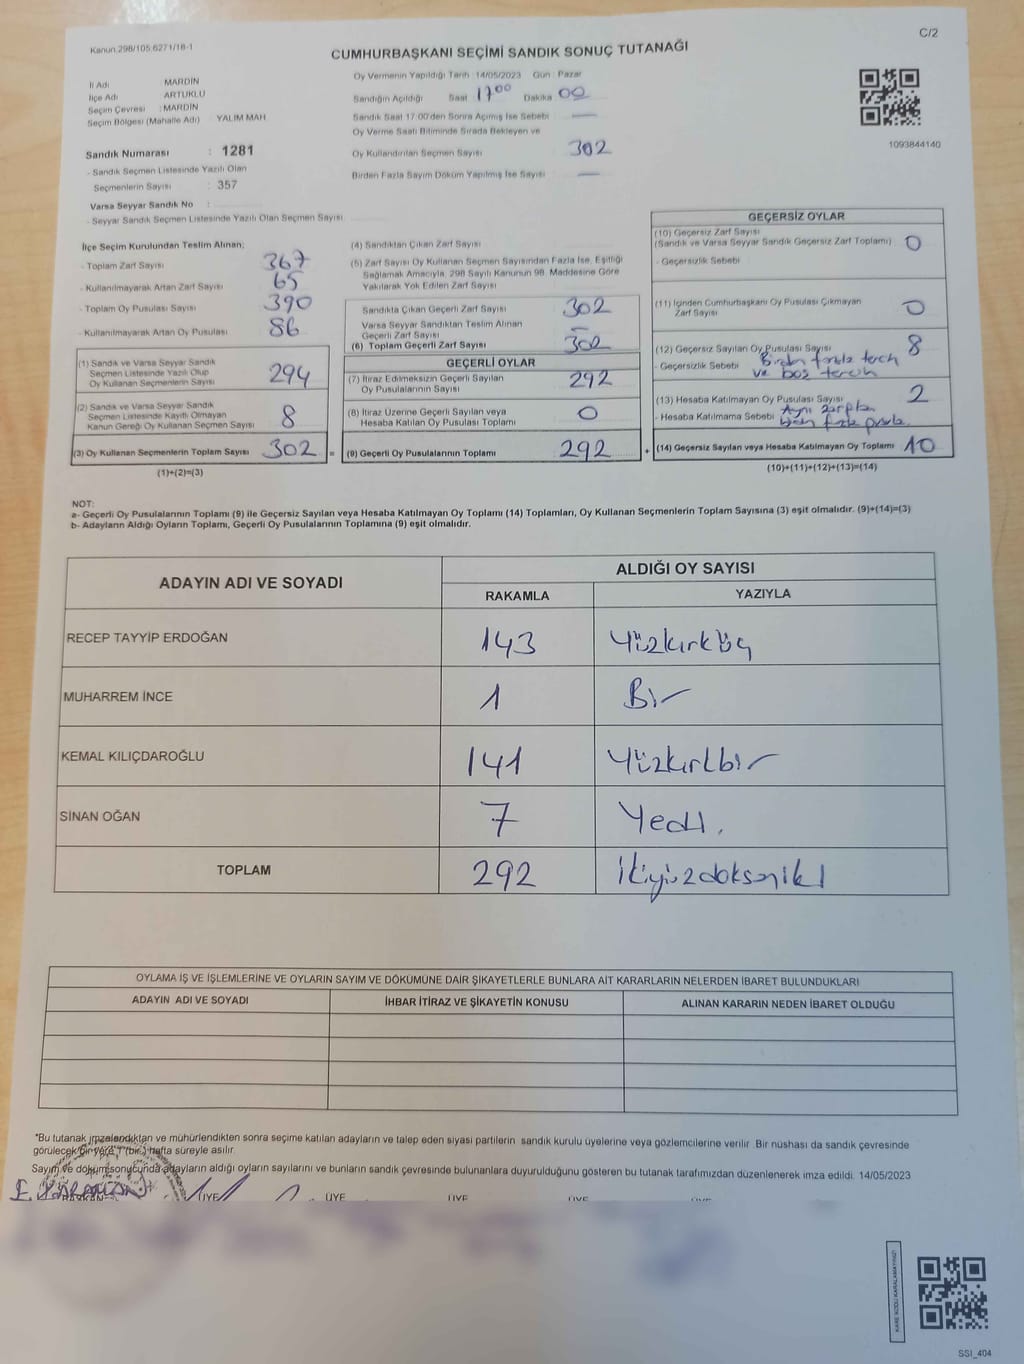 Kanun:298/105;6271/18-1
C/2
CUMHURBAŞKANI SEÇİMİ SANDIK SONUÇ TUTANAĞI
İl Adı : MARDİN
İlçe Adı : ARTUKLU
Seçim Çevresi : MARDİN
Seçim Bölgesi (Mahalle Adı) : YALIM MAH
Sandık Numarası : 1281
- Sandık Seçmen Listesinde Yazılı Olan
Seçmenlerin Sayısı : 357
Varsa Seyyar Sandık No :
- Seyyar Sandık Seçmen Listesinde Yazılı Olan Seçmen Sayısı
Oy Vermenin Yapıldığı Tarih : 14/05/2023 Gün : Pazar
Sandığın Açıldığı Saat 17 00 Dakika 00
Sandık Saat 17:00'den Sonra Açılmış İse Sebebi —
Oy Verme Saati Bitiminde Sırada Bekleyen ve
Oy Kullandırılan Seçmen Sayısı 302
Birden Fazla Sayım Döküm Yapılmış İse Sayısı —
1093844140
İlçe Seçim Kurulundan Teslim Alınan;
- Toplam Zarf Sayısı 367
- Kullanılmayarak Artan Zarf Sayısı 65
- Toplam Oy Pusulası Sayısı 390
- Kullanılmayarak Artan Oy Pusulası 86
(1) Sandık ve Varsa Seyyar Sandık
Seçmen Listesinde Yazılı Olup
Oy Kullanan Seçmenlerin Sayısı 294
(2) Sandık ve Varsa Seyyar Sandık
Seçmen Listesinde Kayıtlı Olmayan
Kanun Gereği Oy Kullanan Seçmen Sayısı 8
(3) Oy Kullanan Seçmenlerin Toplam Sayısı 302 =
(1)+(2)=(3)
(4) Sandıktan Çıkan Zarf Sayısı
(5) Zarf Sayısı Oy Kullanan Seçmen Sayısından Fazla İse, Eşitliği
Sağlamak Amacıyla, 298 Sayılı Kanunun 98. Maddesine Göre
Yakılarak Yok Edilen Zarf Sayısı
Sandıkta Çıkan Geçerli Zarf Sayısı 302
Varsa Seyyar Sandıktan Teslim Alınan
Geçerli Zarf Sayısı —
(6) Toplam Geçerli Zarf Sayısı 302
GEÇERLİ OYLAR
(7) İtiraz Edilmeksizin Geçerli Sayılan
Oy Pusulalarının Sayısı 292
(8) İtiraz Üzerine Geçerli Sayılan veya
Hesaba Katılan Oy Pusulası Toplamı 0
(9) Geçerli Oy Pusulalarının Toplamı 292 +
GEÇERSİZ OYLAR
(10) Geçersiz Zarf Sayısı
(Sandık ve Varsa Seyyar Sandık Geçersiz Zarf Toplamı) 0
- Geçersizlik Sebebi
(11) İçinden Cumhurbaşkanı Oy Pusulası Çıkmayan
Zarf Sayısı 0
(12) Geçersiz Sayılan Oy Pusulası Sayısı 8
- Geçersizlik Sebebi Birden fazla tercih
ve boş tercih
(13) Hesaba Katılmayan Oy Pusulası Sayısı 2
- Hesaba Katılmama Sebebi Aynı zarftan
birden fazla pusula.
(14) Geçersiz Sayılan veya Hesaba Katılmayan Oy Toplamı 10
(10)+(11)+(12)+(13)=(14)
NOT:
a- Geçerli Oy Pusulalarının Toplamı (9) ile Geçersiz Sayılan veya Hesaba Katılmayan Oy Toplamı (14) Toplamları, Oy Kullanan Seçmenlerin Toplam Sayısına (3) eşit olmalıdır. (9)+(14)=(3)
b- Adayların Aldığı Oyların Toplamı, Geçerli Oy Pusulalarının Toplamına (9) eşit olmalıdır.
ADAYIN ADI VE SOYADI
ALDIĞI OY SAYISI
RAKAMLA YAZIYLA
RECEP TAYYİP ERDOĞAN 143 Yüzkırküç
MUHARREM İNCE 1 Bir
KEMAL KILIÇDAROĞLU 141 Yüzkırkbir
SİNAN OĞAN 7 Yedi.
TOPLAM 292 İkiyüzdoksaniki
OYLAMA İŞ VE İŞLEMLERİNE VE OYLARIN SAYIM VE DÖKÜMÜNE DAİR ŞİKAYETLERLE BUNLARA AİT KARARLARIN NELERDEN İBARET BULUNDUKLARI
ADAYIN ADI VE SOYADI İHBAR İTİRAZ VE ŞİKAYETİN KONUSU ALINAN KARARIN NEDEN İBARET OLDUĞU
*Bu tutanak imzalandıktan ve mühürlendikten sonra seçime katılan adayların ve talep eden siyasi partilerin sandık kurulu üyelerine veya gözlemcilerine verilir. Bir nüshası da sandık çevresinde
görülecek bir yere 1 (bir) hafta süreyle asılır.
Sayım ve döküm sonucunda adayların aldığı oyların sayılarını ve bunların sandık çevresinde bulunanlara duyurulduğunu gösteren bu tutanak tarafımızdan düzenlenerek imza edildi. 14/05/2023
BAŞKAN ÜYE ÜYE ÜYE ÜYE ÜYE
KARE KODU KARALAMAYINIZ!
SSI_404